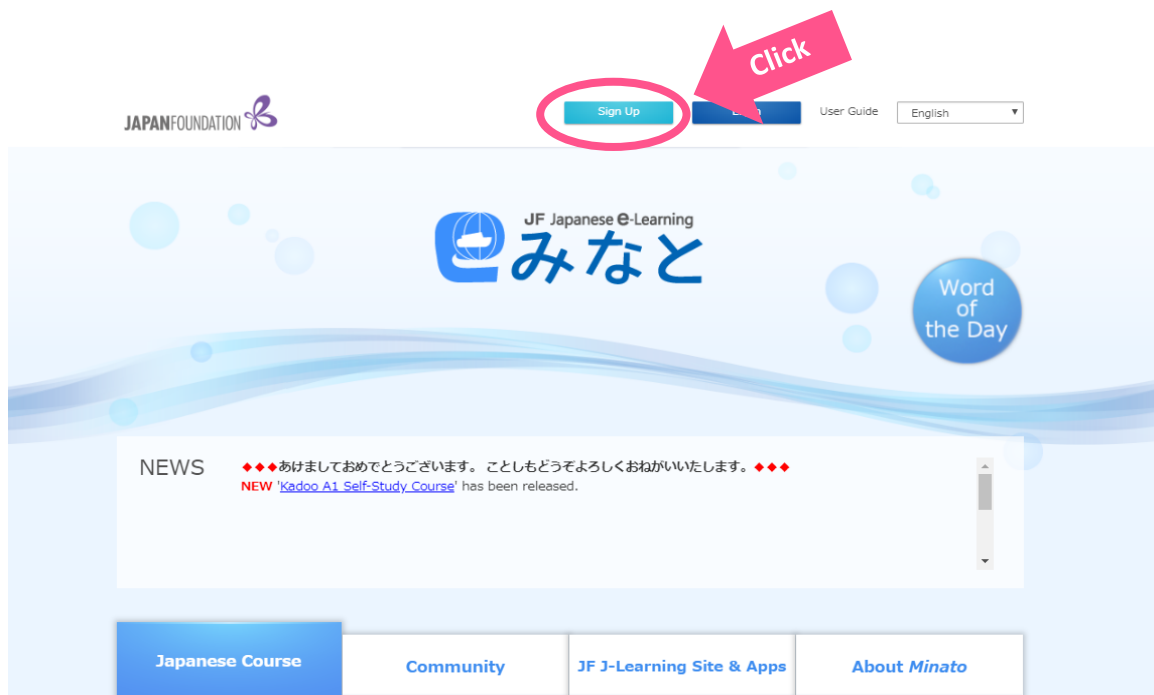 Click
JAPANFOUNDATION
Sign Up
User Guide
English
JF Japanese e-Learning
みなと
Word
of
the Day
NEWS
◆◆◆あけましておめでとうございます。 ことしもどうぞよろしくおねがいいたします。◆◆◆
NEW 'Kadoo A1 Self-Study Course' has been released.
Japanese Course
Community
JF J-Learning Site & Apps
About Minato